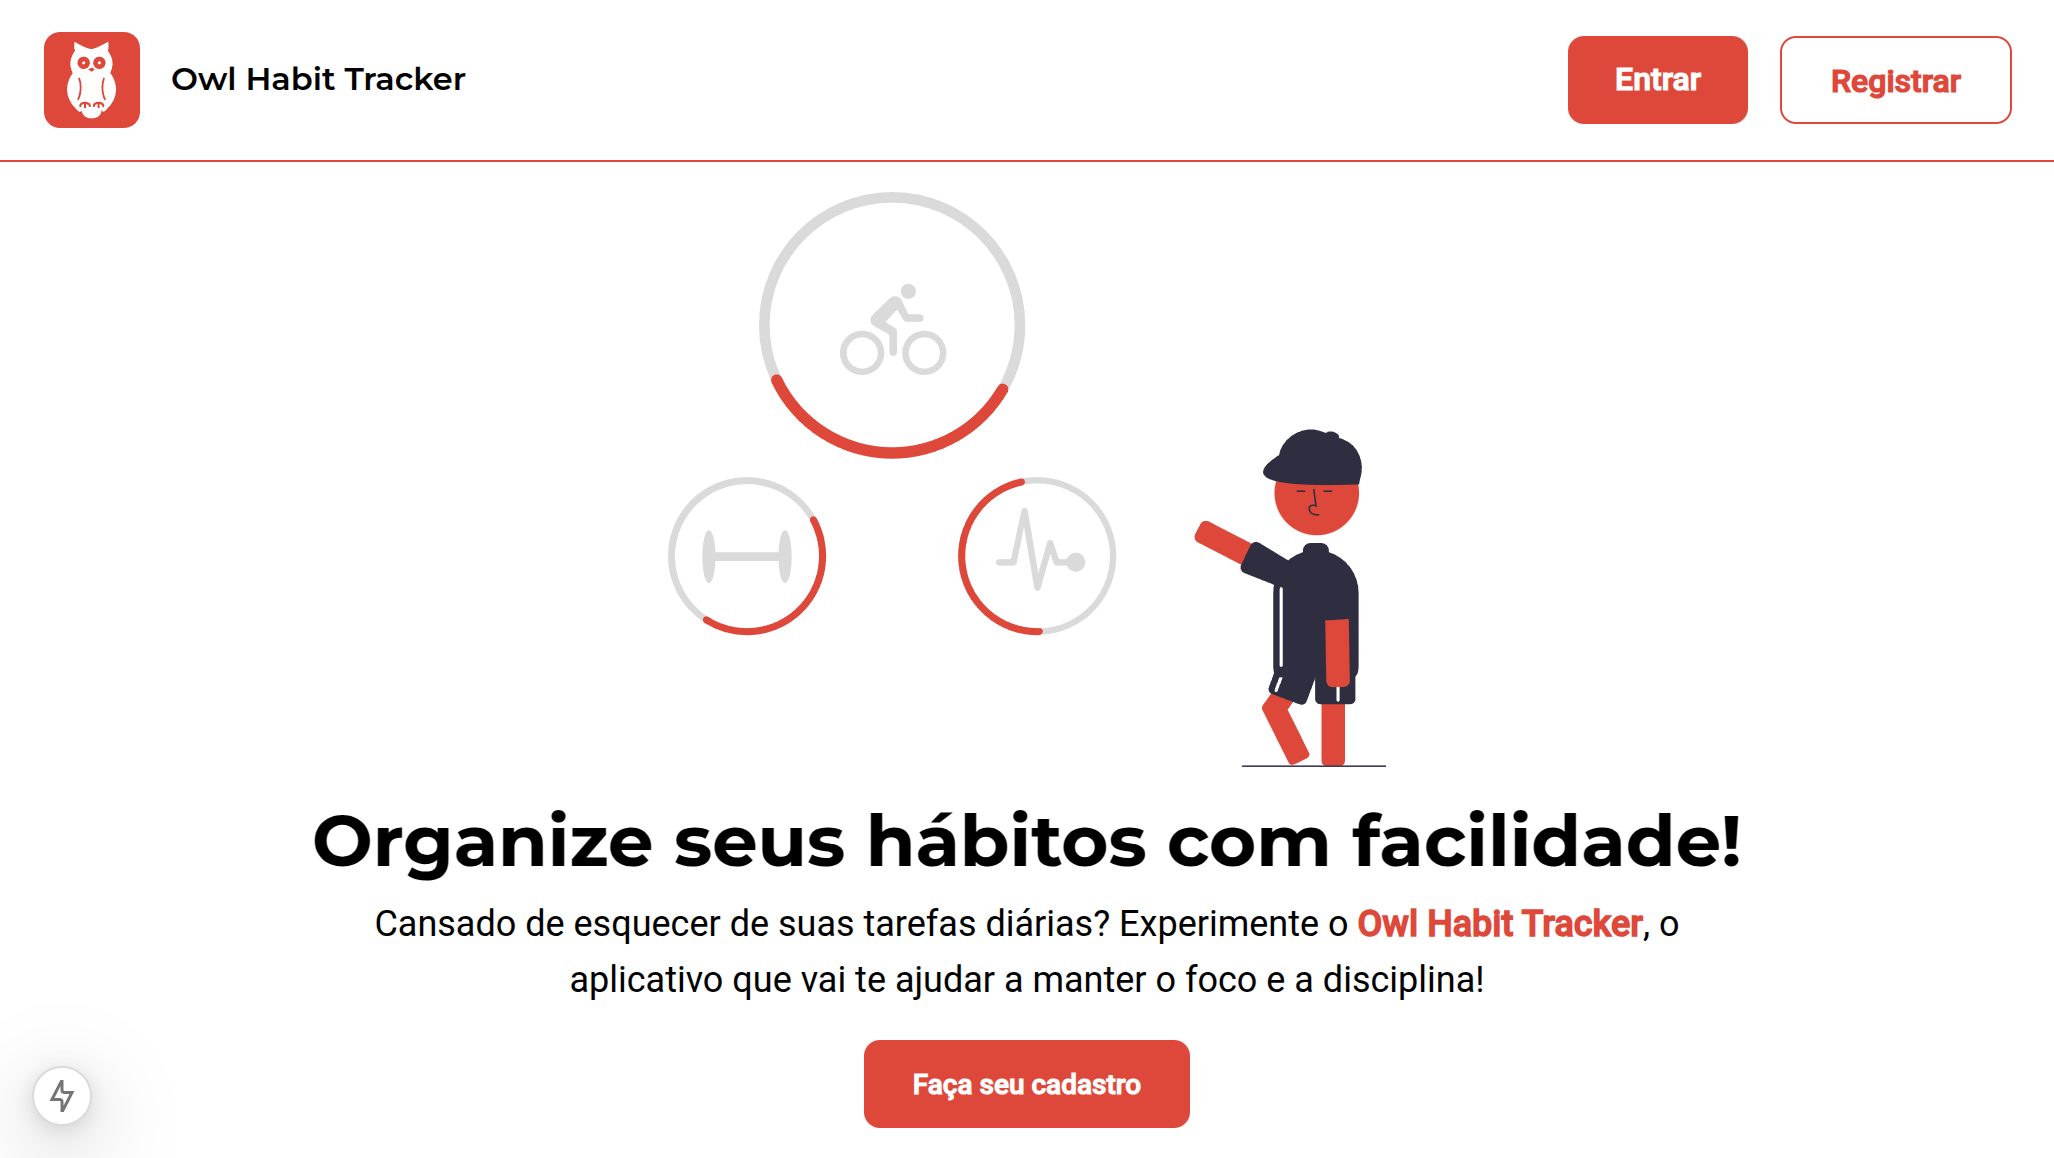 Owl Habit Tracker
Entrar
Registrar
Organize seus hábitos com facilidade!
Cansado de esquecer de suas tarefas diárias? Experimente o Owl Habit Tracker, o
aplicativo que vai te ajudar a manter o foco e a disciplina!
Faça seu cadastro